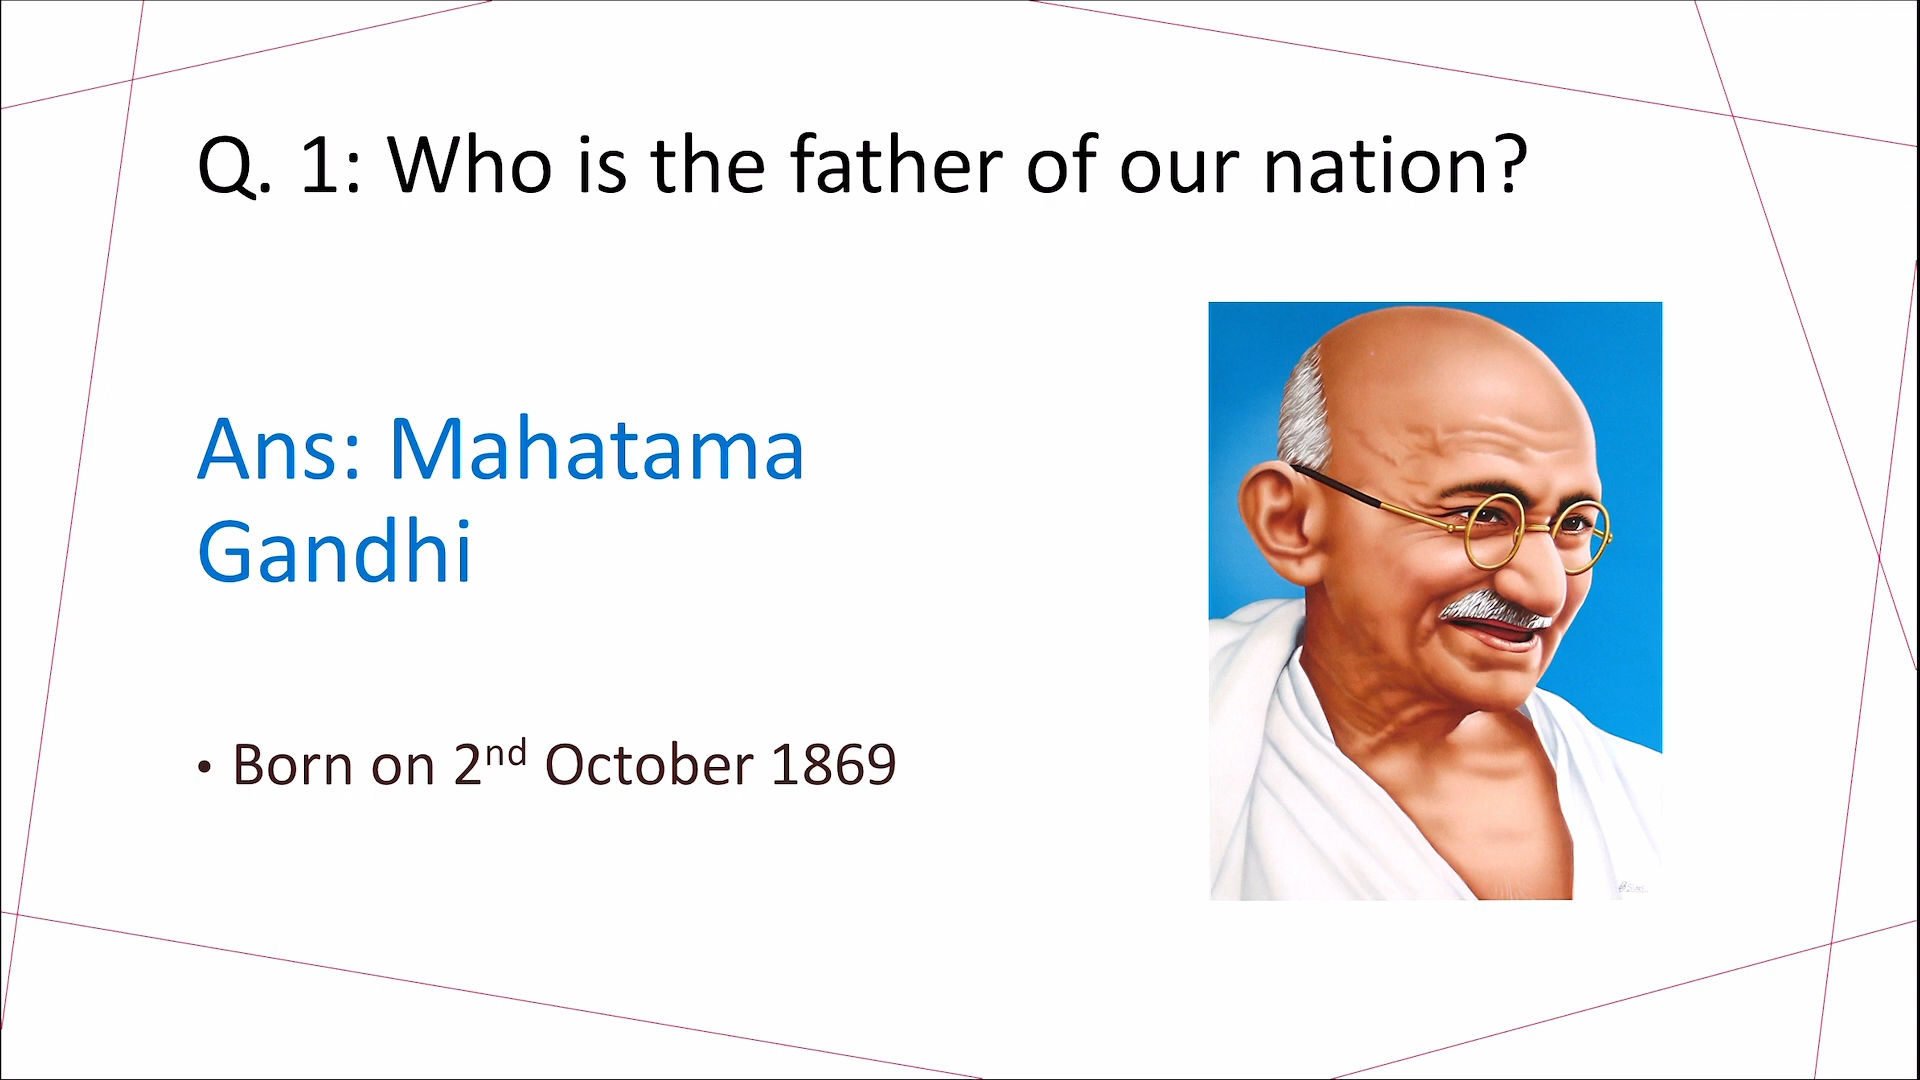 Q. 1: Who is the father of our nation?
Ans: Mahatama
Gandhi
• Born on 2nd October 1869